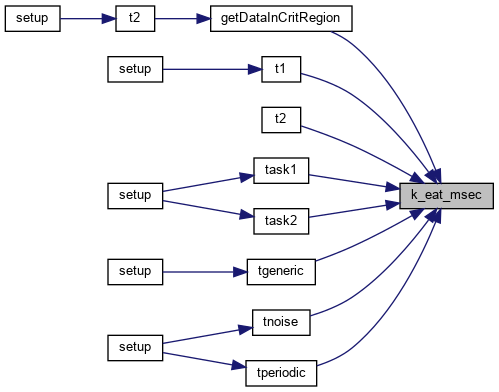 setup t2 getDataInCritRegion
setup t1
t2
task1
setup k_eat_msec
task2
setup tgeneric
tnoise
setup
tperiodic